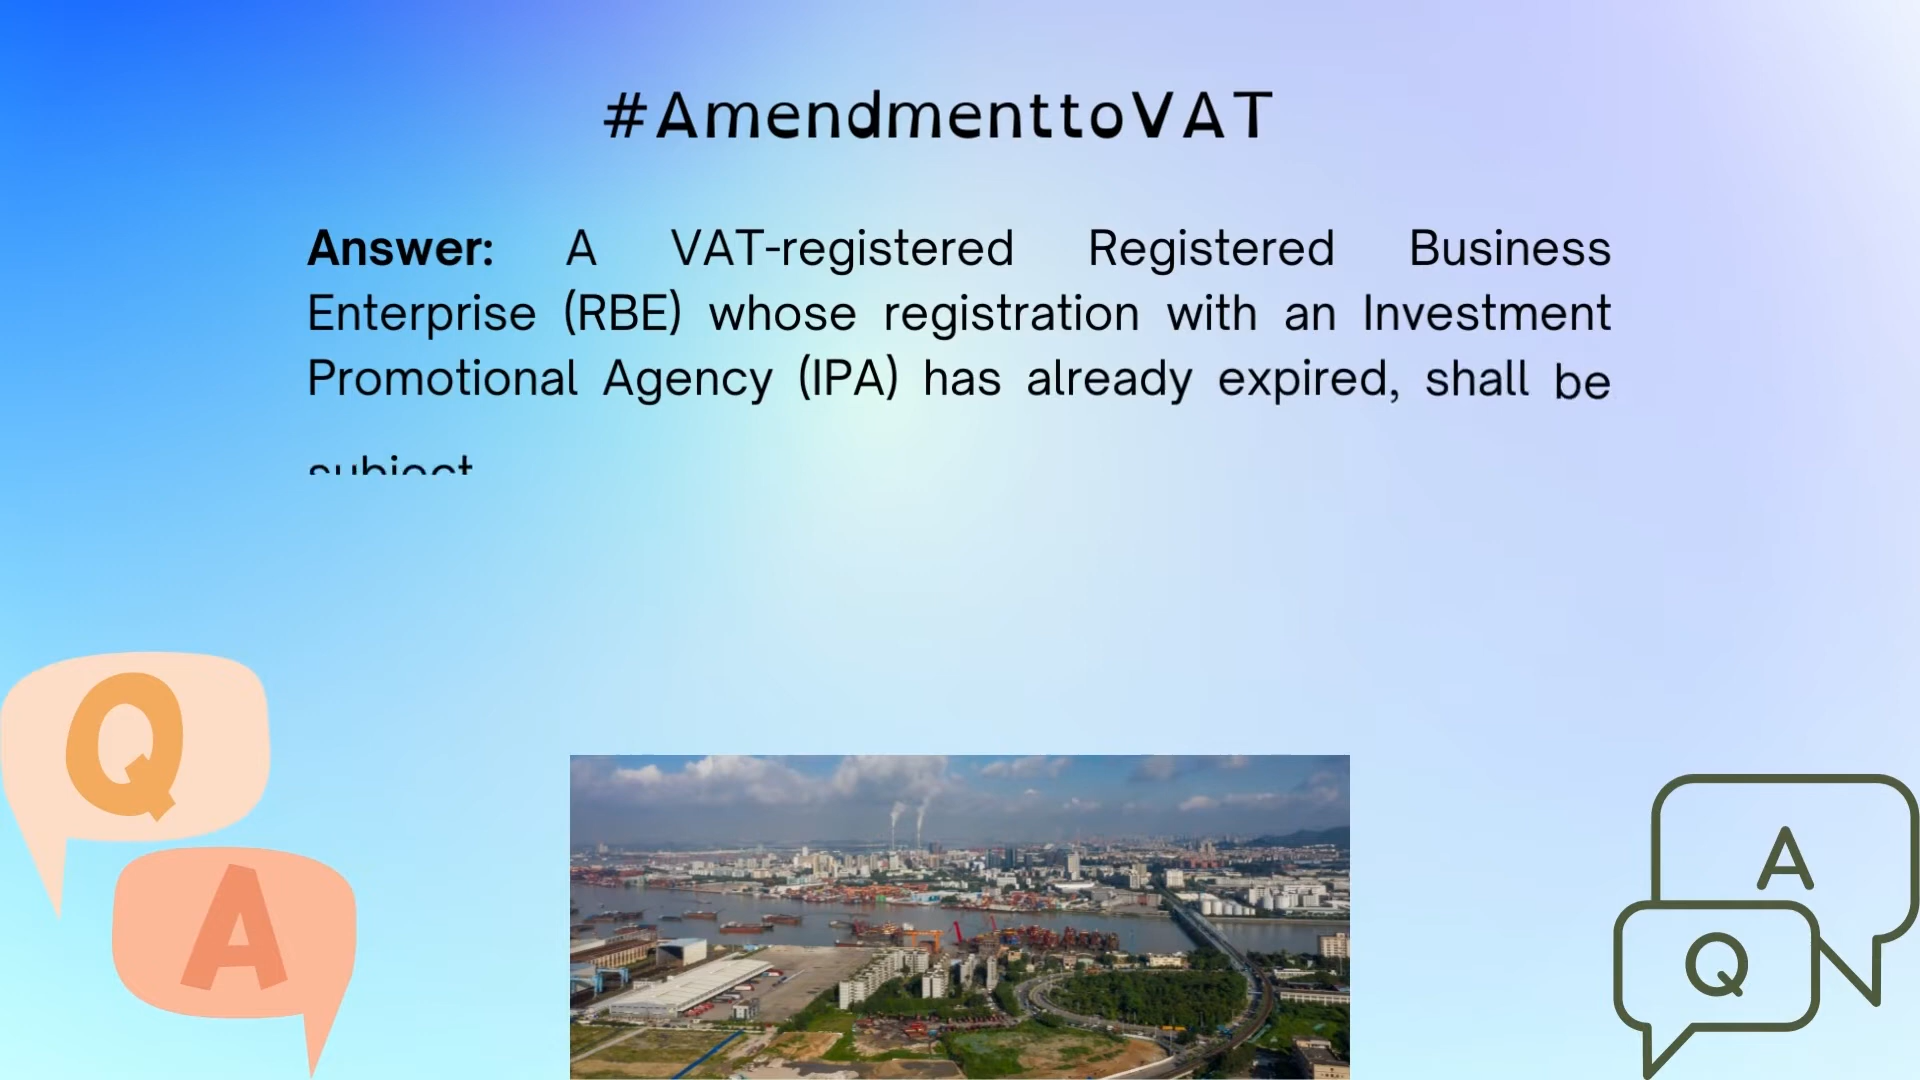 #AmendmenttoVAT
Answer: A VAT-registered Registered Business
Enterprise (RBE) whose registration with an Investment
Promotional Agency (IPA) has already expired, shall be
subject
Q
A
A
Q